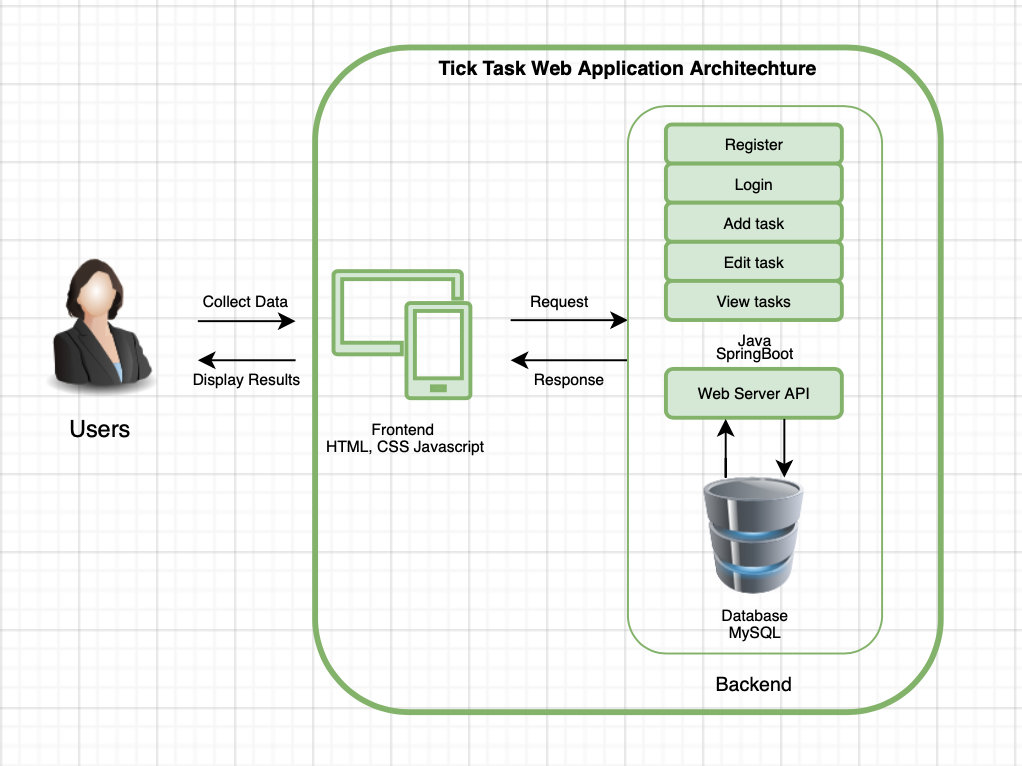 Tick Task Web Application Architechture
Register
Login
Add task
Edit task
View tasks
Java
SpringBoot
Web Server API
Database
MySQL
Backend
Request
Response
Frontend
HTML, CSS Javascript
Collect Data
Display Results
Users